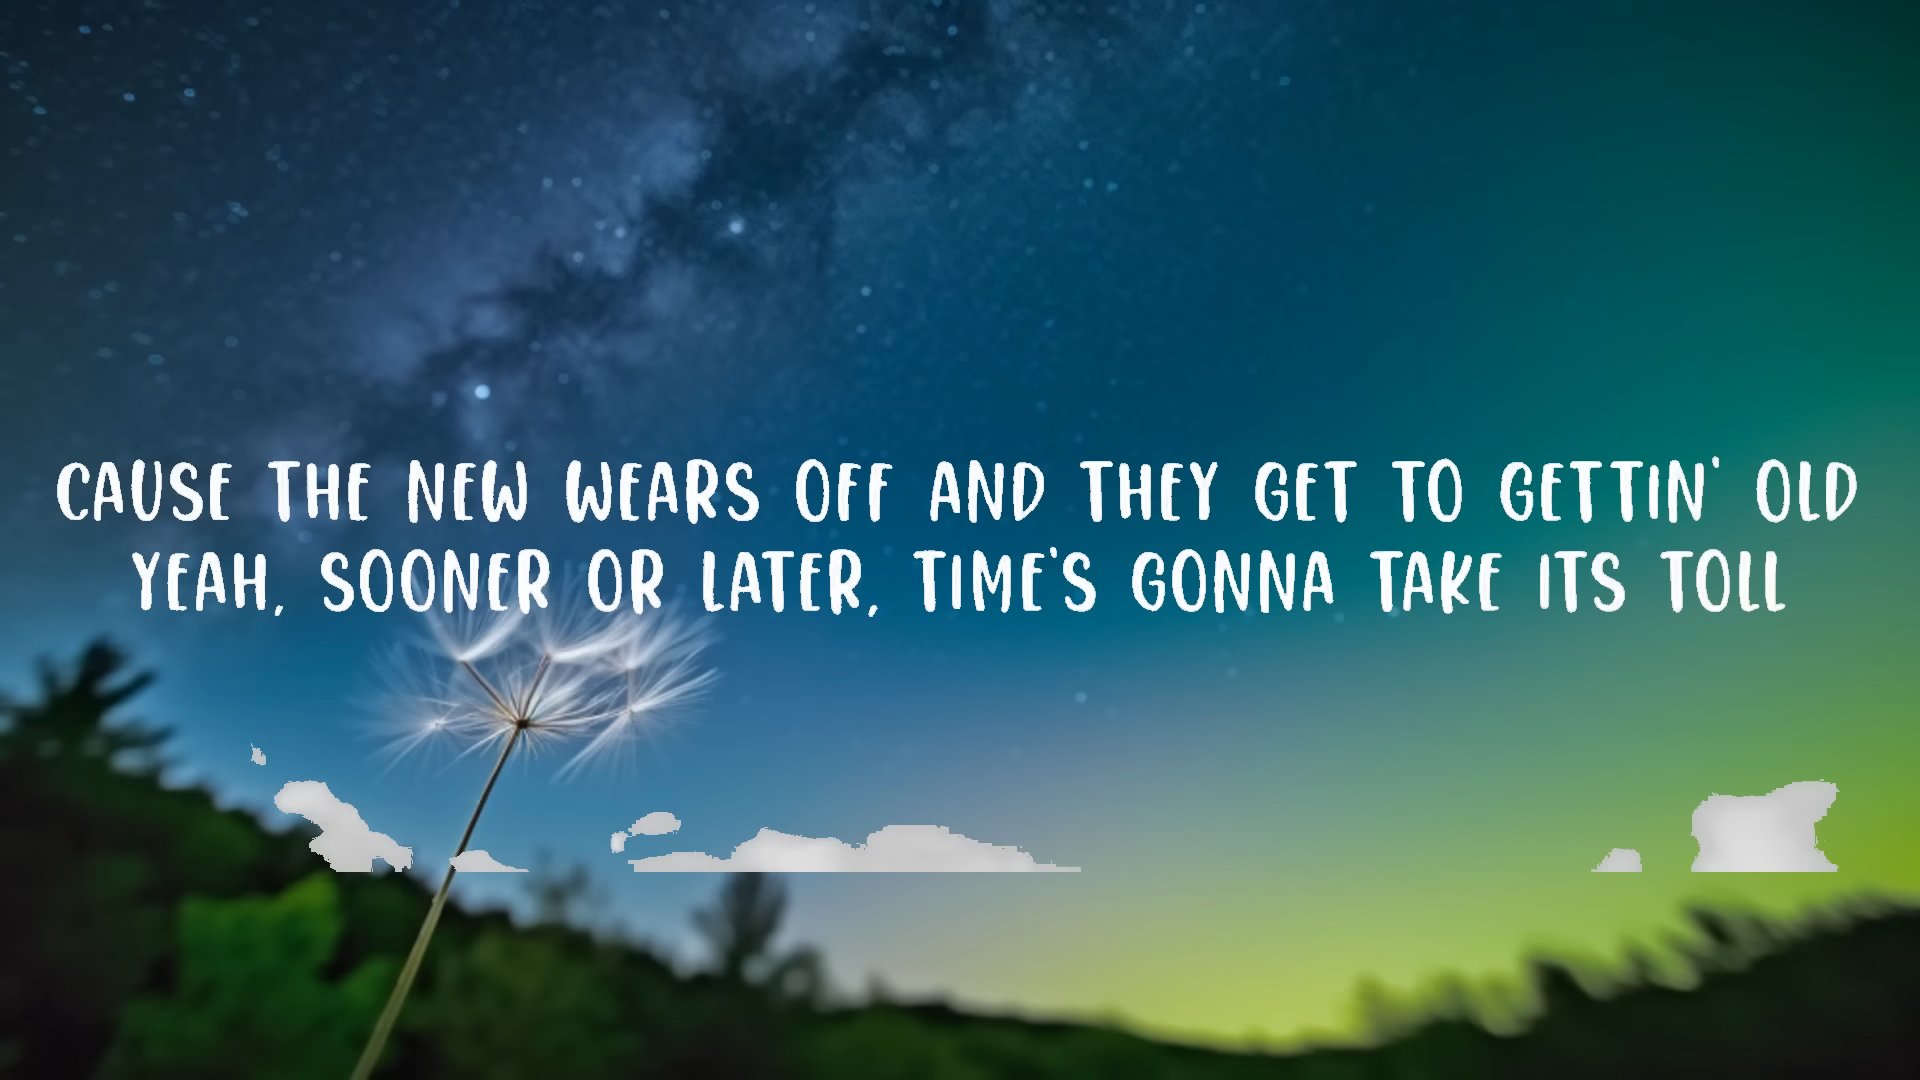 CAUSE THE NEW WEARS OFF AND THEY GET TO GETTIN' OLD
YEAH, SOONER OR LATER, TIME'S GONNA TAKE ITS TOLL